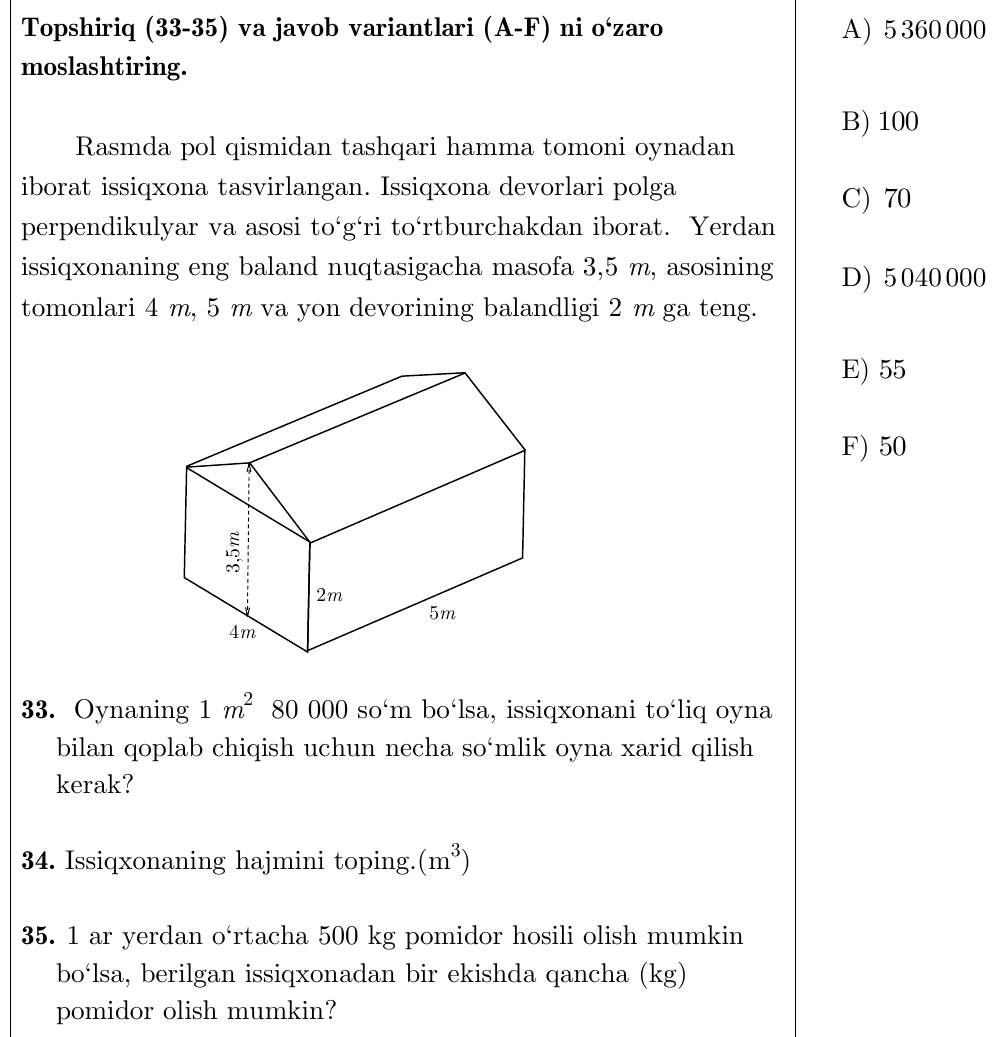 Topshiriq (33-35) va javob variantlari (A-F) ni o‘zaro
moslashtiring.
Rasmda pol qismidan tashqari hamma tomoni oynadan
iborat issiqxona tasvirlangan. Issiqxona devorlari polga
perpendikulyar va asosi to‘g‘ri to‘rtburchakdan iborat. Yerdan
issiqxonaning eng baland nuqtasigacha masofa 3,5 m, asosining
tomonlari 4 m, 5 m va yon devorining balandligi 2 m ga teng.
3,5m
2m
5m
4m
33. Oynaning 1 m² 80 000 so‘m bo‘lsa, issiqxonani to‘liq oyna
bilan qoplab chiqish uchun necha so‘mlik oyna xarid qilish
kerak?
34. Issiqxonaning hajmini toping.(m³)
35. 1 ar yerdan o‘rtacha 500 kg pomidor hosili olish mumkin
bo‘lsa, berilgan issiqxonadan bir ekishda qancha (kg)
pomidor olish mumkin?
A) 5 360 000
B) 100
C) 70
D) 5 040 000
E) 55
F) 50